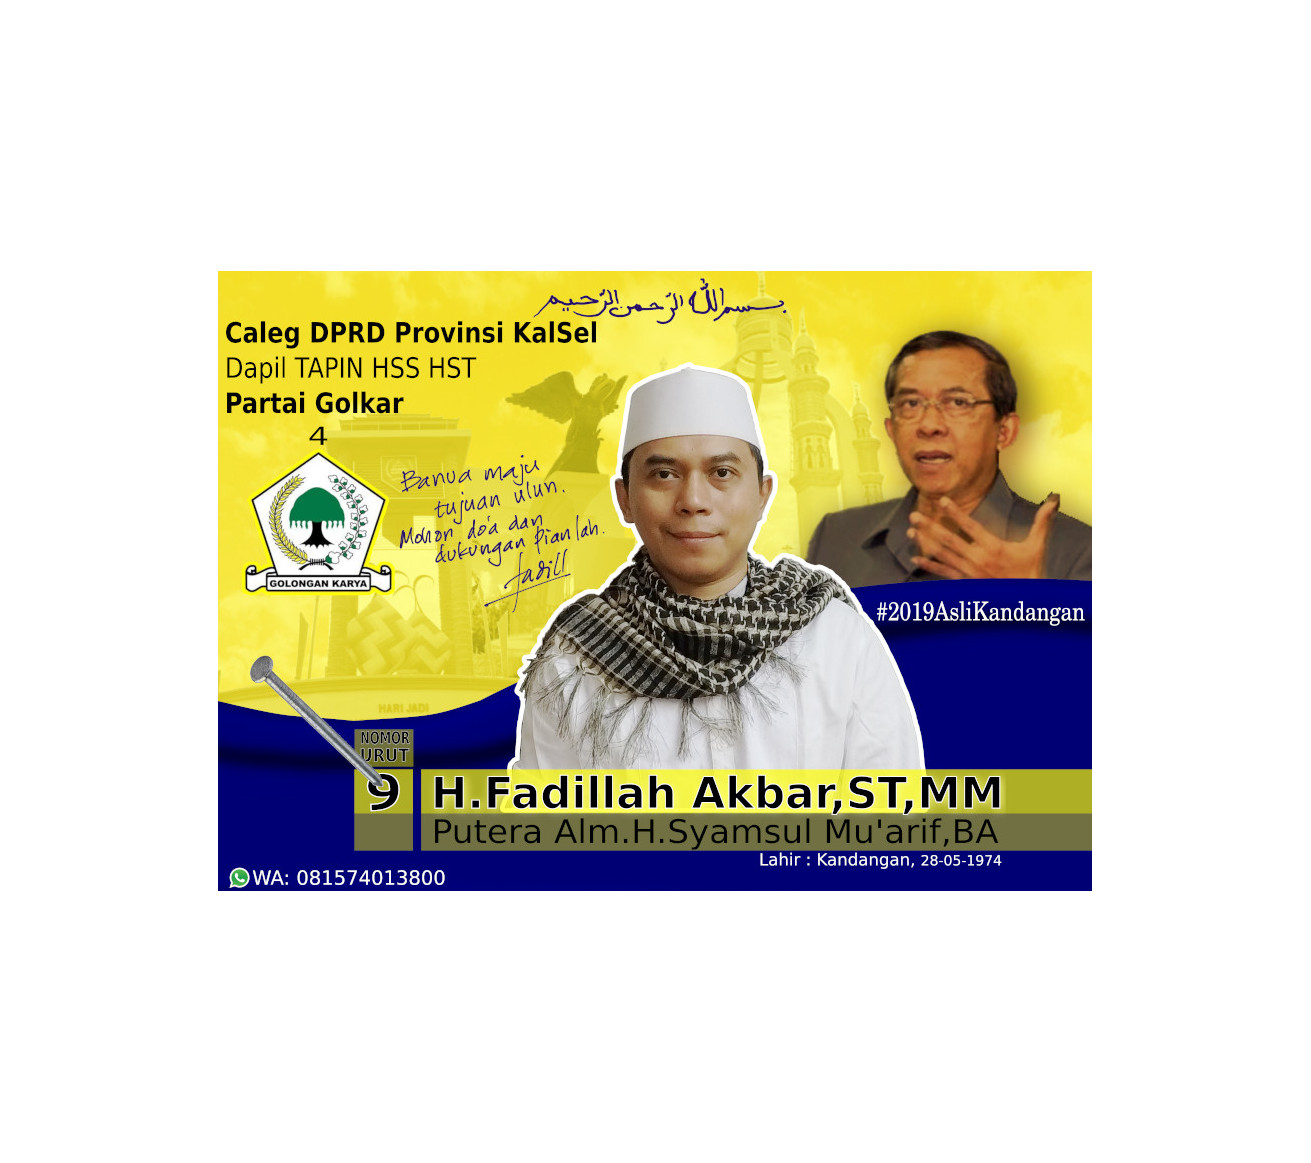 بسم الله الرحمن الرحيم
Caleg DPRD Provinsi KalSel
Dapil TAPIN HSS HST
Partai Golkar
4
GOLONGAN KARYA
Banua maju
tujuan ulun.
Mohon do'a dan
dukungan pian lah.
Fadill
#2019AsliKandangan
HARI JADI
NOMOR
URUT
9
H.Fadillah Akbar,ST,MM
Putera Alm.H.Syamsul Mu'arif,BA
Lahir : Kandangan, 28-05-1974
WA: 081574013800